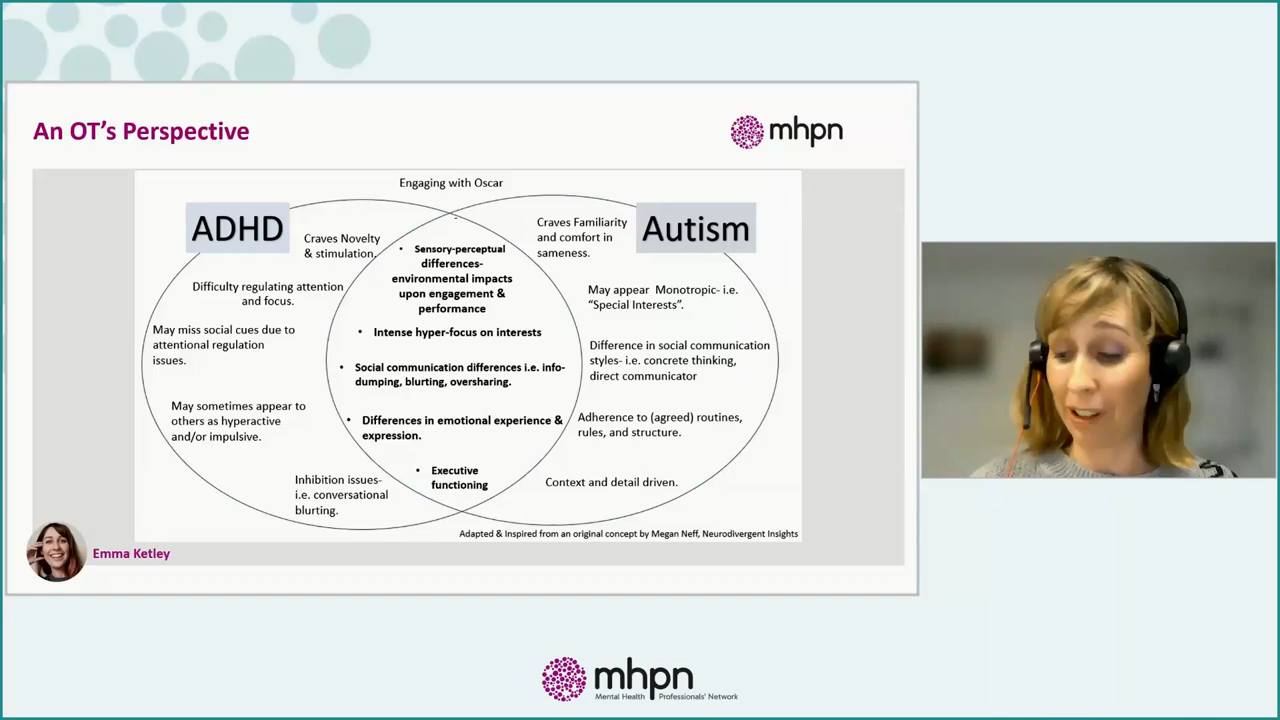 An OT's Perspective
mhpn
Engaging with Oscar
ADHD
Craves Novelty
& stimulation.
Difficulty regulating attention
and focus.
May miss social cues due to
attentional regulation
issues.
May sometimes appear to
others as hyperactive
and/or impulsive.
Inhibition issues-
i.e. conversational
blurting.
• Sensory-perceptual
differences-
environmental impacts
upon engagement &
performance
• Intense hyper-focus on interests
• Social communication differences i.e. info-
dumping, blurting, oversharing.
• Differences in emotional experience &
expression.
• Executive
functioning
Autism
Craves Familiarity
and comfort in
sameness.
May appear Monotropic- i.e.
“Special Interests”.
Difference in social communication
styles- i.e. concrete thinking,
direct communicator
Adherence to (agreed) routines,
rules, and structure.
Context and detail driven.
Adapted & Inspired from an original concept by Megan Neff, Neurodivergent Insights
Emma Ketley
mhpn
Mental Health Professionals' Network